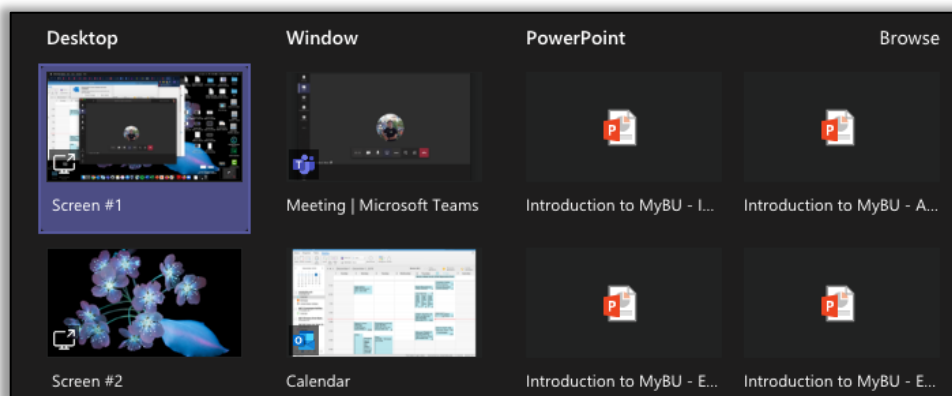 Desktop Window PowerPoint Browse
Screen #1 Meeting | Microsoft Teams Introduction to MyBU - I... Introduction to MyBU - A...
Screen #2 Calendar Introduction to MyBU - E... Introduction to MyBU - E...